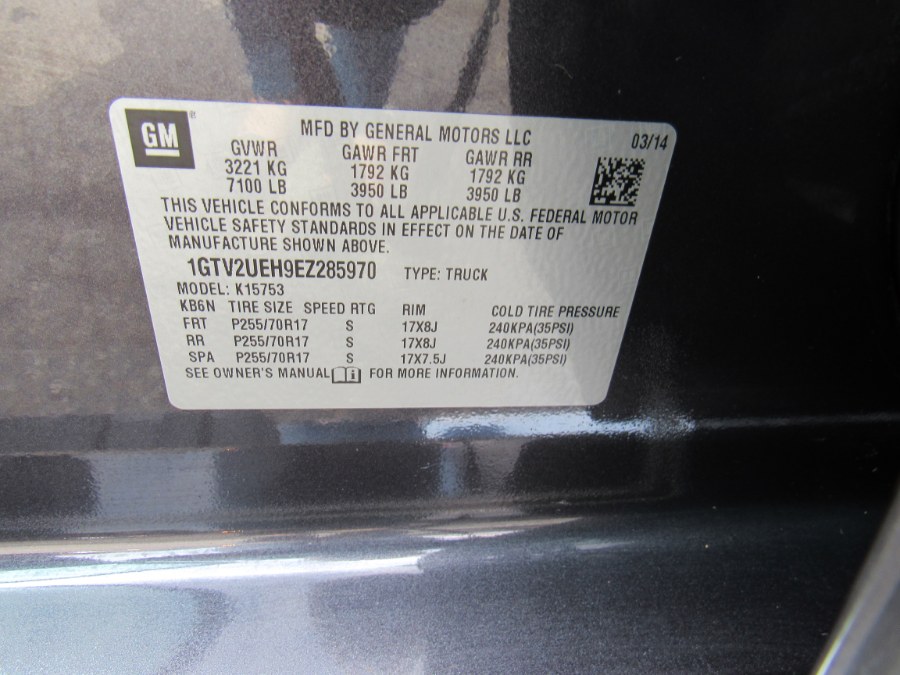 GM®
MFD BY GENERAL MOTORS LLC 03/14
GVWR GAWR FRT GAWR RR
3221 KG 1792 KG 1792 KG
7100 LB 3950 LB 3950 LB
THIS VEHICLE CONFORMS TO ALL APPLICABLE U.S. FEDERAL MOTOR
VEHICLE SAFETY STANDARDS IN EFFECT ON THE DATE OF
MANUFACTURE SHOWN ABOVE.
1GTV2UEH9EZ285970 TYPE: TRUCK
MODEL: K15753
KB6N TIRE SIZE SPEED RTG RIM COLD TIRE PRESSURE
FRT P255/70R17 S 17X8J 240KPA(35PSI)
RR P255/70R17 S 17X8J 240KPA(35PSI)
SPA P255/70R17 S 17X7.5J 240KPA(35PSI)
SEE OWNER'S MANUAL FOR MORE INFORMATION.